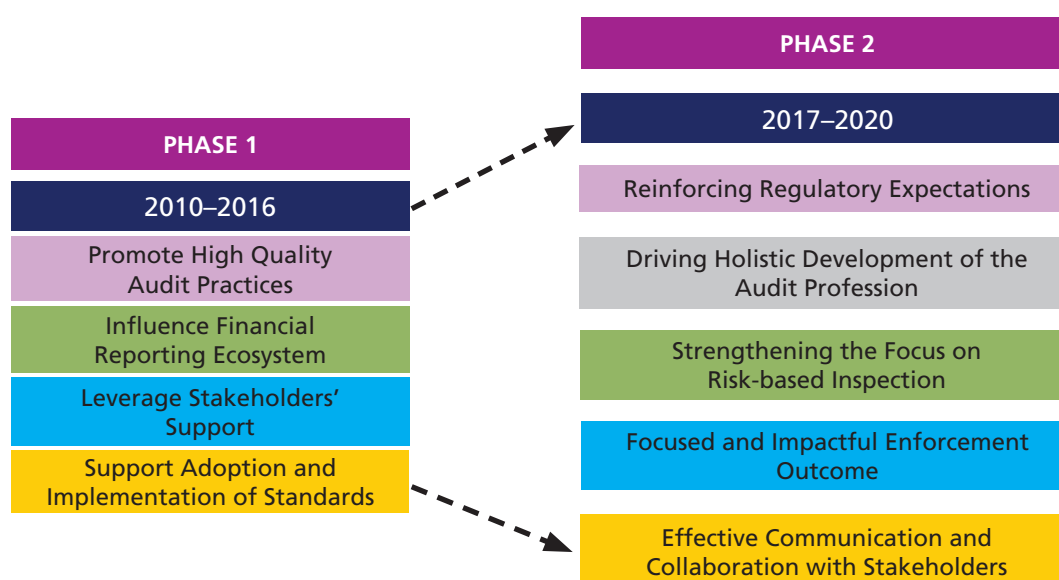 PHASE 1
2010–2016
Promote High Quality
Audit Practices
Influence Financial
Reporting Ecosystem
Leverage Stakeholders’
Support
Support Adoption and
Implementation of Standards
PHASE 2
2017–2020
Reinforcing Regulatory Expectations
Driving Holistic Development of the
Audit Profession
Strengthening the Focus on
Risk-based Inspection
Focused and Impactful Enforcement
Outcome
Effective Communication and
Collaboration with Stakeholders